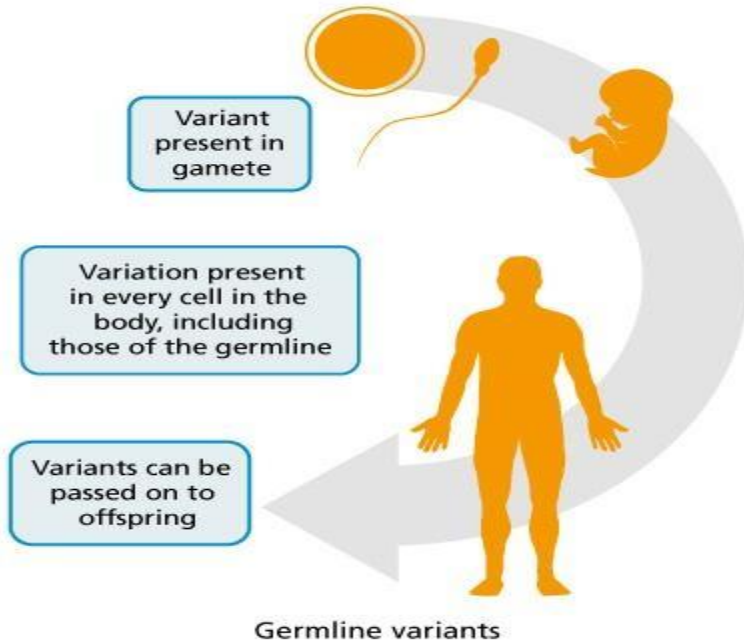 Variant
present in
gamete
Variation present
in every cell in the
body, including
those of the germline
Variants can be
passed on to
offspring
Germline variants